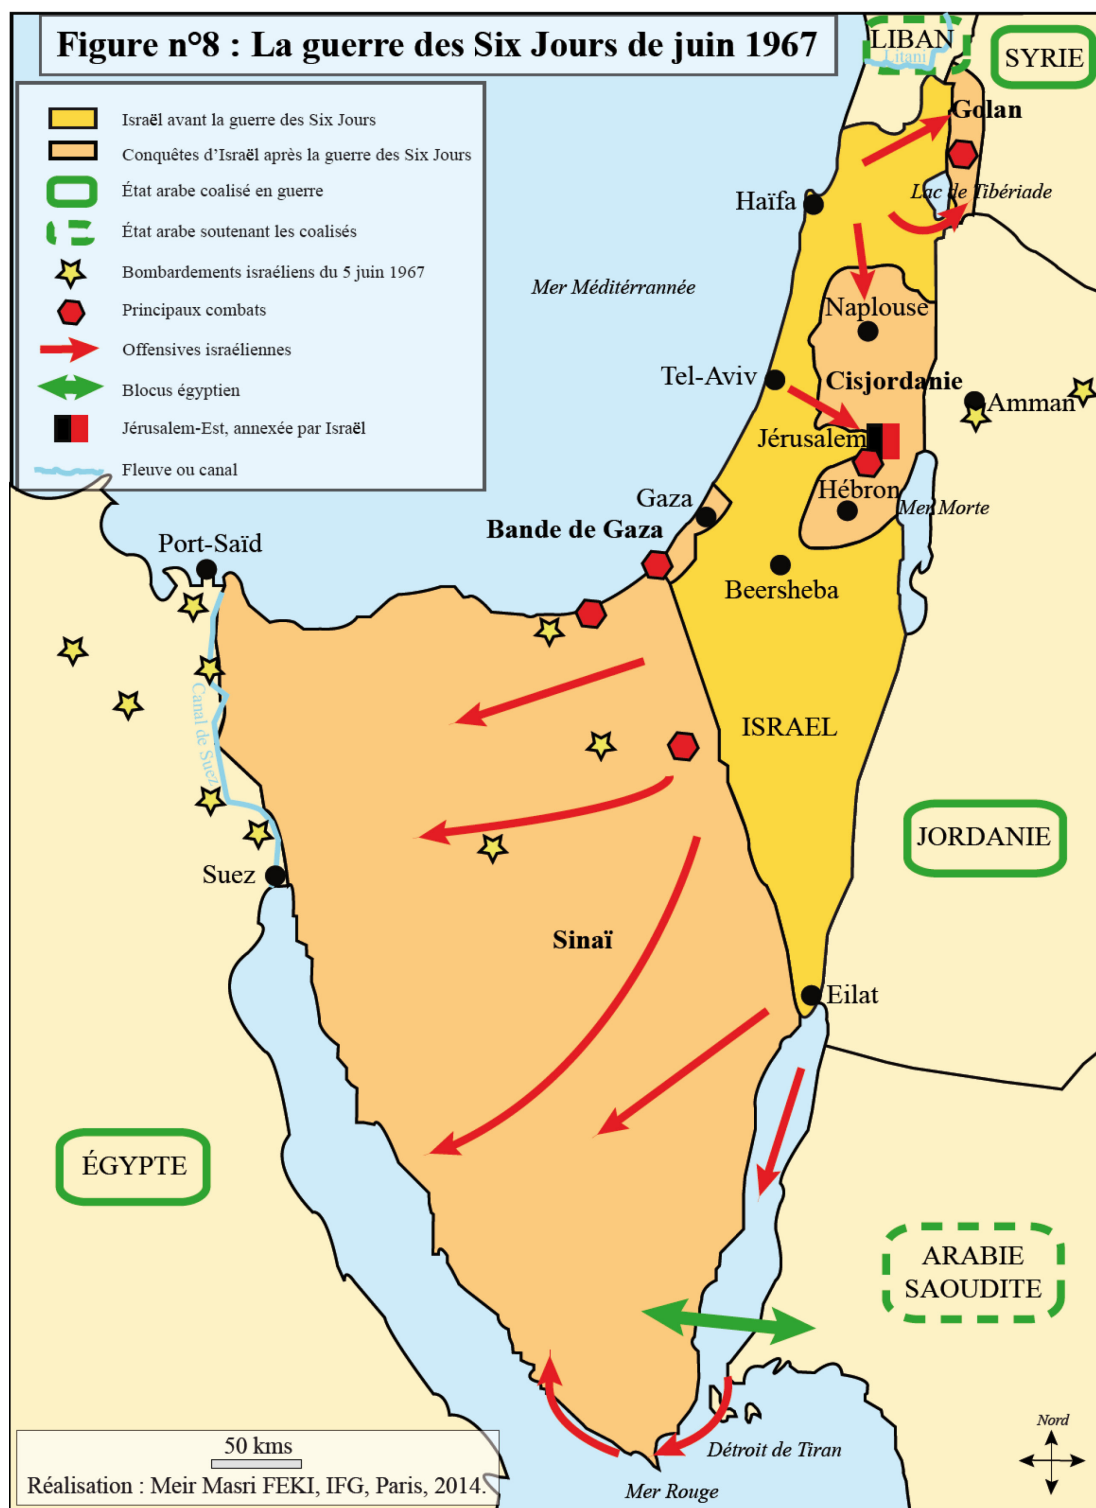 Figure n°8 : La guerre des Six Jours de juin 1967
Israël avant la guerre des Six Jours
Conquêtes d'Israël après la guerre des Six Jours
État arabe coalisé en guerre
État arabe soutenant les coalisés
Bombardements israéliens du 5 juin 1967
Principaux combats
Offensives israéliennes
Blocus égyptien
Jérusalem-Est, annexée par Israël
Fleuve ou canal
LIBAN
Litani
SYRIE
Golan
Lac de Tibériade
Haïfa
Mer Méditérrannée
Naplouse
Tel-Aviv
Cisjordanie
Amman
Jérusalem
Hébron
Mer Morte
Gaza
Bande de Gaza
Port-Saïd
Beersheba
Canal de Suez
ISRAEL
JORDANIE
Suez
Sinaï
Eilat
ÉGYPTE
ARABIE
SAOUDITE
Détroit de Tiran
Mer Rouge
Nord
50 kms
Réalisation : Meir Masri FEKI, IFG, Paris, 2014.